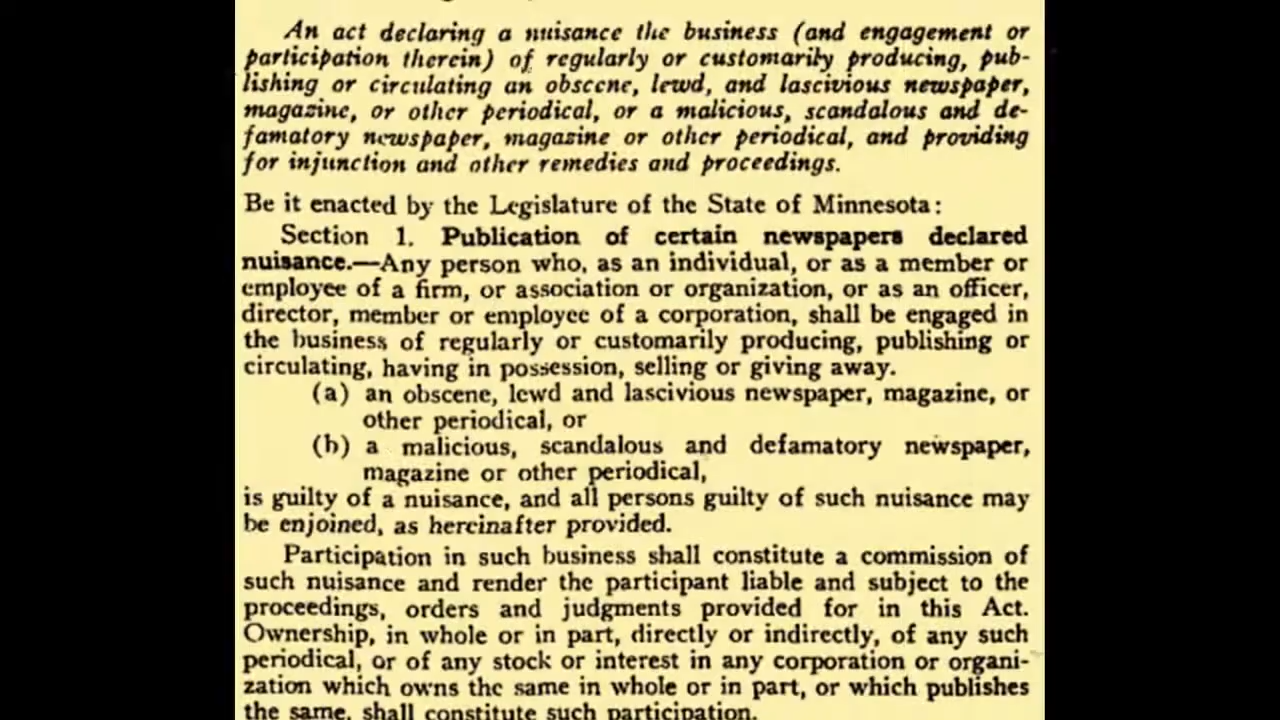 An act declaring a nuisance the business (and engagement or
participation therein) of regularly or customarily producing, pub-
lishing or circulating an obscene, lewd, and lascivious newspaper,
magazine, or other periodical, or a malicious, scandalous and de-
famatory newspaper, magazine or other periodical, and providing
for injunction and other remedies and proceedings.
Be it enacted by the Legislature of the State of Minnesota:
Section 1. Publication of certain newspapers declared
nuisance.—Any person who, as an individual, or as a member or
employee of a firm, or association or organization, or as an officer,
director, member or employee of a corporation, shall be engaged in
the business of regularly or customarily producing, publishing or
circulating, having in possession, selling or giving away.
(a) an obscene, lewd and lascivious newspaper, magazine, or
other periodical, or
(b) a malicious, scandalous and defamatory newspaper,
magazine or other periodical,
is guilty of a nuisance, and all persons guilty of such nuisance may
be enjoined, as hereinafter provided.
Participation in such business shall constitute a commission of
such nuisance and render the participant liable and subject to the
proceedings, orders and judgments provided for in this Act.
Ownership, in whole or in part, directly or indirectly, of any such
periodical, or of any stock or interest in any corporation or organi-
zation which owns the same in whole or in part, or which publishes
the same, shall constitute such participation.